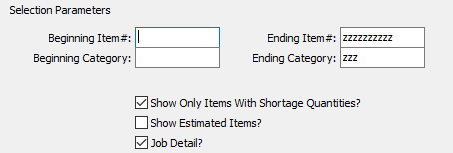 Selection Parameters
Beginning Item#: Ending Item#: zzzzzzzzzz
Beginning Category: Ending Category: zzz
Show Only Items With Shortage Quantities?
Show Estimated Items?
Job Detail?